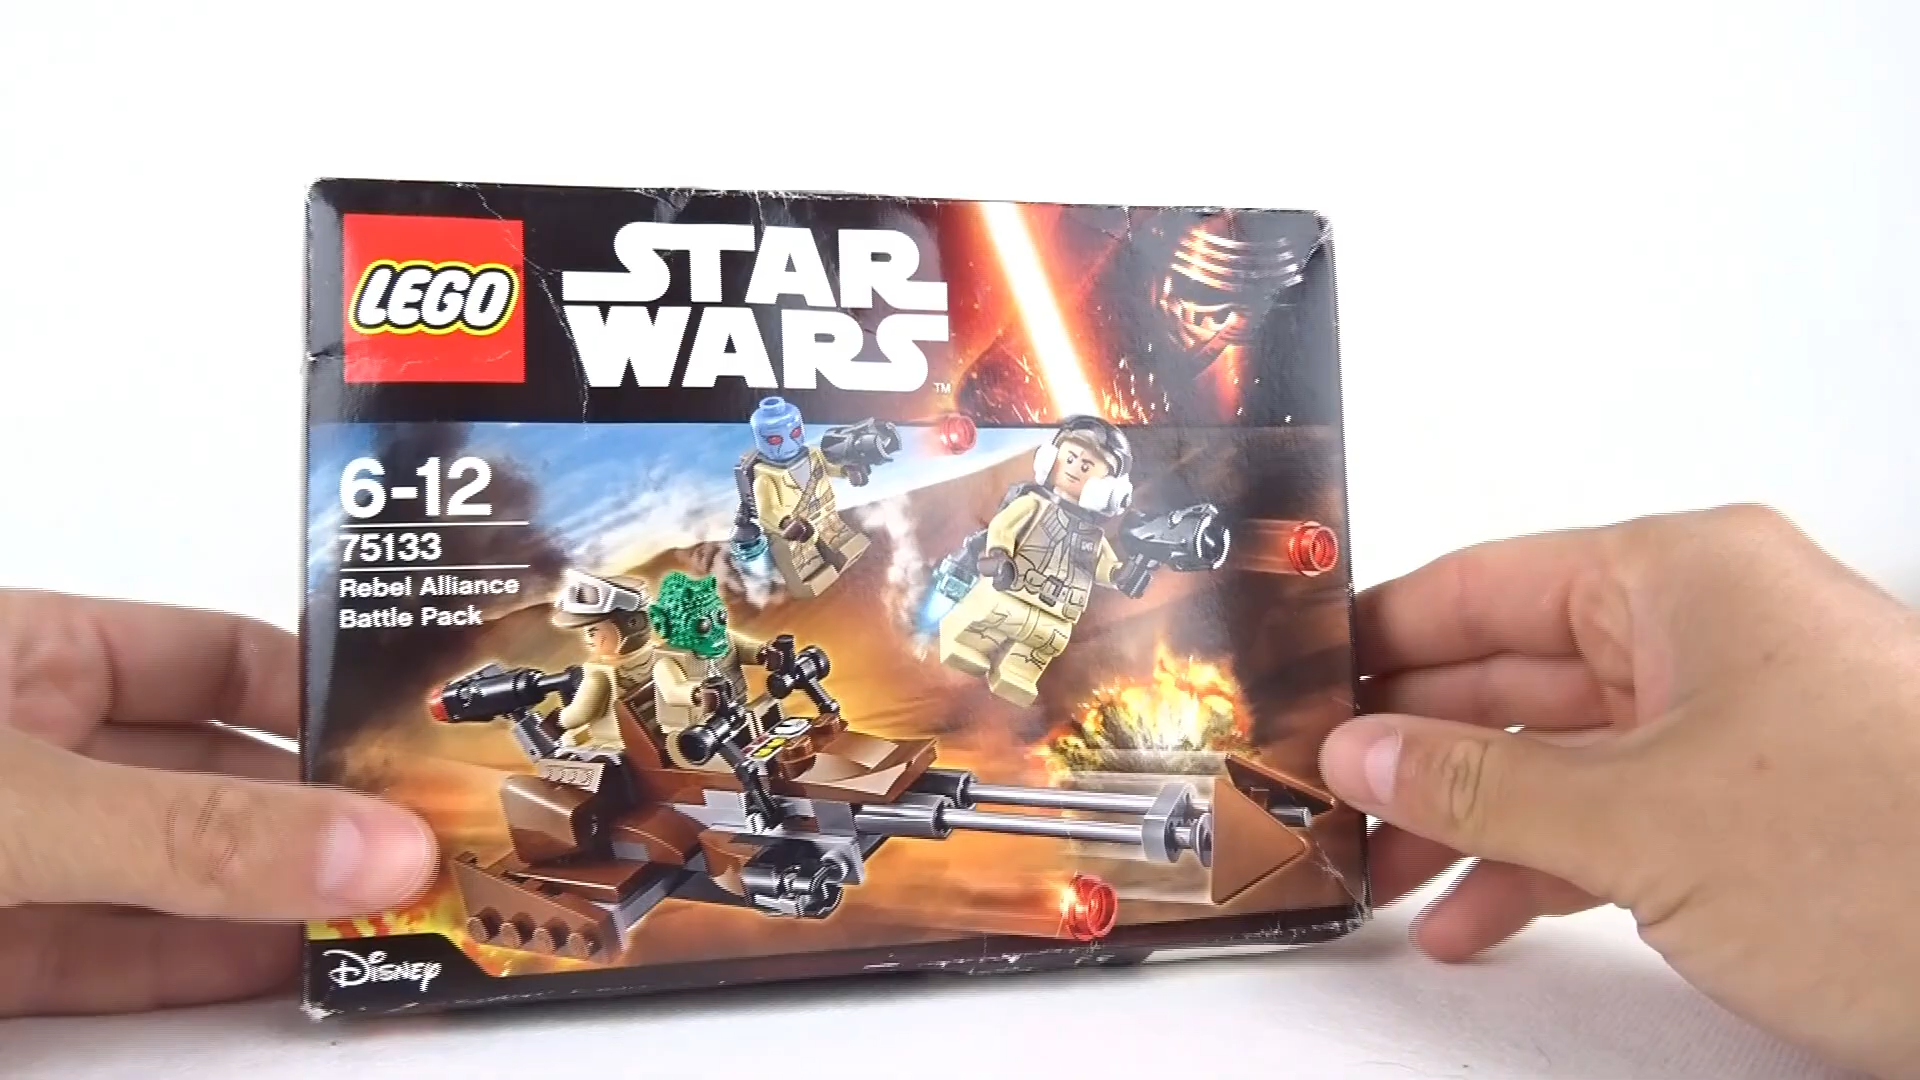 LEGO
STAR
WARS
TM
6-12
75133
Rebel Alliance
Battle Pack
Disney